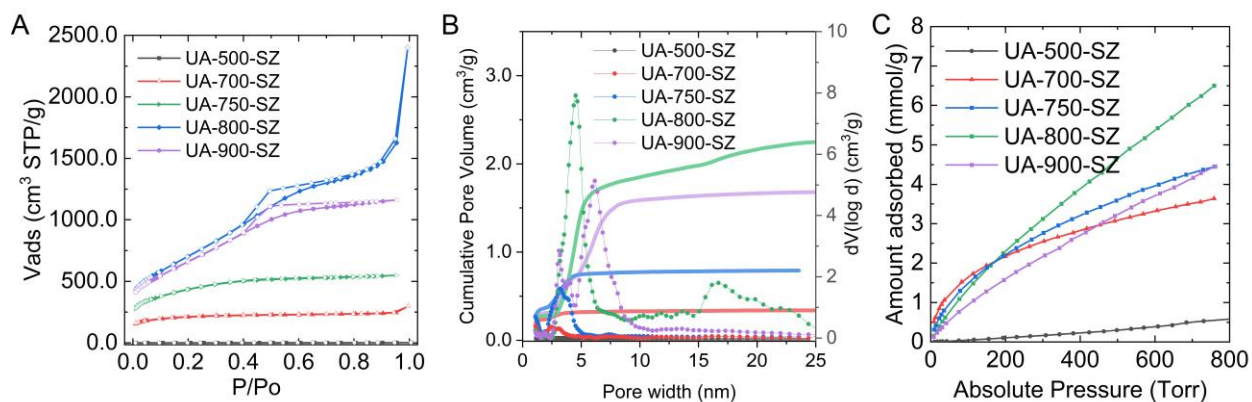 A
2500.0
2000.0
1500.0
1000.0
500.0
0.0
Vads (cm³ STP/g)
UA-500-SZ
UA-700-SZ
UA-750-SZ
UA-800-SZ
UA-900-SZ
0.0 0.2 0.4 0.6 0.8 1.0
P/Po
B
3.0
2.0
1.0
0.0
Cumulative Pore Volume (cm³/g)
UA-500-SZ
UA-700-SZ
UA-750-SZ
UA-800-SZ
UA-900-SZ
10
8
6
4
2
0
dV(log d) (cm³/g)
0 5 10 15 20 25
Pore width (nm)
C
8
7
6
5
4
3
2
1
0
Amount adsorbed (mmol/g)
UA-500-SZ
UA-700-SZ
UA-750-SZ
UA-800-SZ
UA-900-SZ
0 200 400 600 800
Absolute Pressure (Torr)